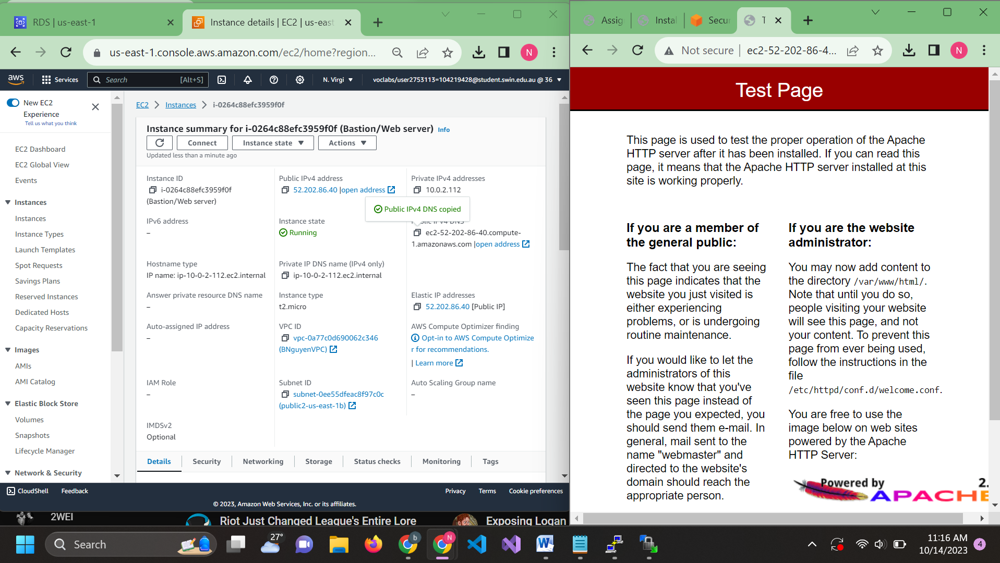 RDS | us-east-1
Instance details | EC2 | us-east
us-east-1.console.aws.amazon.com/ec2/home?region...
N
aws
Services
Search
[Alt+S]
N. Virgi
voclabs/user2753113=104219428@student.swin.edu.au @ 36
New EC2
Experience
Tell us what you think
EC2 Dashboard
EC2 Global View
Events
Instances
Instances
Instance Types
Launch Templates
Spot Requests
Savings Plans
Reserved Instances
Dedicated Hosts
Capacity Reservations
Images
AMIs
AMI Catalog
Elastic Block Store
Volumes
Snapshots
Lifecycle Manager
Network & Security
EC2
Instances
i-0264c88efc3959f0f
Instance summary for i-0264c88efc3959f0f (Bastion/Web server) Info
Connect
Instance state
Actions
Updated less than a minute ago
Instance ID
i-0264c88efc3959f0f
(Bastion/Web server)
Public IPv4 address
52.202.86.40 |open address
Private IPv4 addresses
10.0.2.112
Public IPv4 DNS copied
IPv6 address
–
Instance state
Running
Public IPv4 DNS
ec2-52-202-86-40.compute-
1.amazonaws.com |open address
Hostname type
IP name: ip-10-0-2-112.ec2.internal
Private IP DNS name (IPv4 only)
ip-10-0-2-112.ec2.internal
Answer private resource DNS name
–
Instance type
t2.micro
Elastic IP addresses
52.202.86.40 [Public IP]
Auto-assigned IP address
–
VPC ID
vpc-0a77c0d690062c346
(BNguyenVPC)
AWS Compute Optimizer finding
Opt-in to AWS Compute Optimize
r for recommendations.
| Learn more
IAM Role
–
Subnet ID
subnet-0ee55dfeac8f97c0c
(public2-us-east-1b)
Auto Scaling Group name
–
IMDSv2
Optional
Details
Security
Networking
Storage
Status checks
Monitoring
Tags
CloudShell
Feedback
Privacy
Terms
Cookie preferences
© 2023, Amazon Web Services, Inc. or its affiliates.
2WEI
Riot Just Changed League's Entire Lore
Exposing Logan
Assig
Instal
Secur
T
Not secure
ec2-52-202-86-4...
N
Test Page
This page is used to test the proper operation of the Apache
HTTP server after it has been installed. If you can read this
page, it means that the Apache HTTP server installed at this
site is working properly.
If you are a member of
the general public:
The fact that you are seeing
this page indicates that the
website you just visited is
either experiencing
problems, or is undergoing
routine maintenance.
If you would like to let the
administrators of this
website know that you've
seen this page instead of
the page you expected, you
should send them e-mail. In
general, mail sent to the
name "webmaster" and
directed to the website's
domain should reach the
appropriate person.
If you are the website
administrator:
You may now add content to
the directory /var/www/html/.
Note that until you do so,
people visiting your website
will see this page, and not
your content. To prevent this
page from ever being used,
follow the instructions in the
file
/etc/httpd/conf.d/welcome.conf.
You are free to use the
image below on web sites
powered by the Apache
HTTP Server:
Powered by
2.
APACHE
Search
27°
b
N
11:16 AM
10/14/2023
4